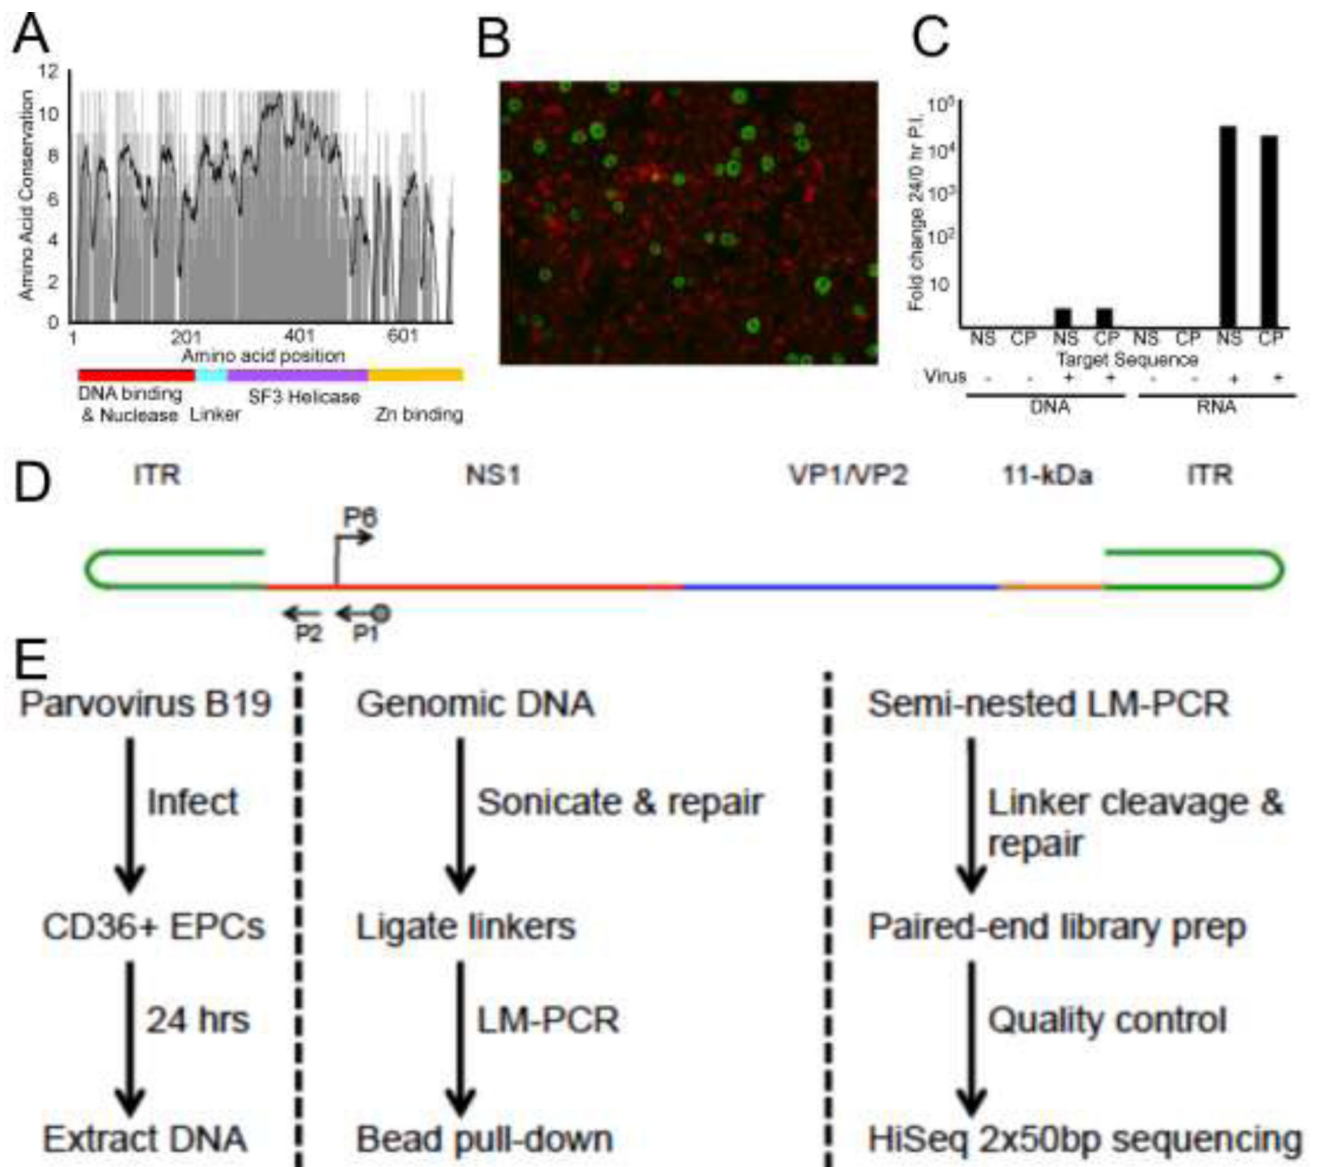 A
Amino Acid Conservation
12
10
8
6
4
2
0
1 201 401 601
Amino acid position
DNA binding
& Nuclease
Linker
SF3 Helicase
Zn binding
B
C
Fold change 24/0 hr P.I.
10⁵
10⁴
10³
10²
10
NS CP NS CP NS CP NS CP
Target Sequence
Virus - - + + - - + +
DNA RNA
D
ITR NS1 VP1/VP2 11-kDa ITR
P6
P2 P1
E
Parvovirus B19
Infect
CD36+ EPCs
24 hrs
Extract DNA
Genomic DNA
Sonicate & repair
Ligate linkers
LM-PCR
Bead pull-down
Semi-nested LM-PCR
Linker cleavage &
repair
Paired-end library prep
Quality control
HiSeq 2x50bp sequencing